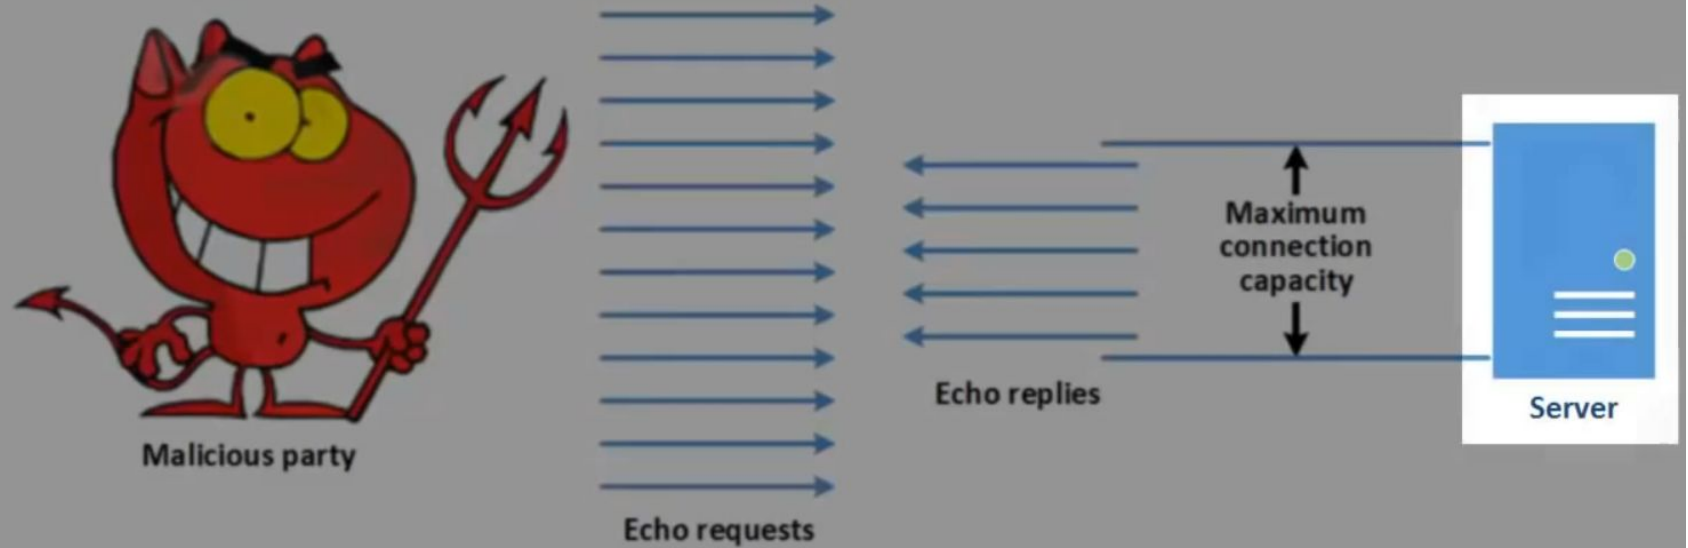 Malicious party
Echo requests
Echo replies
Maximum
connection
capacity
Server